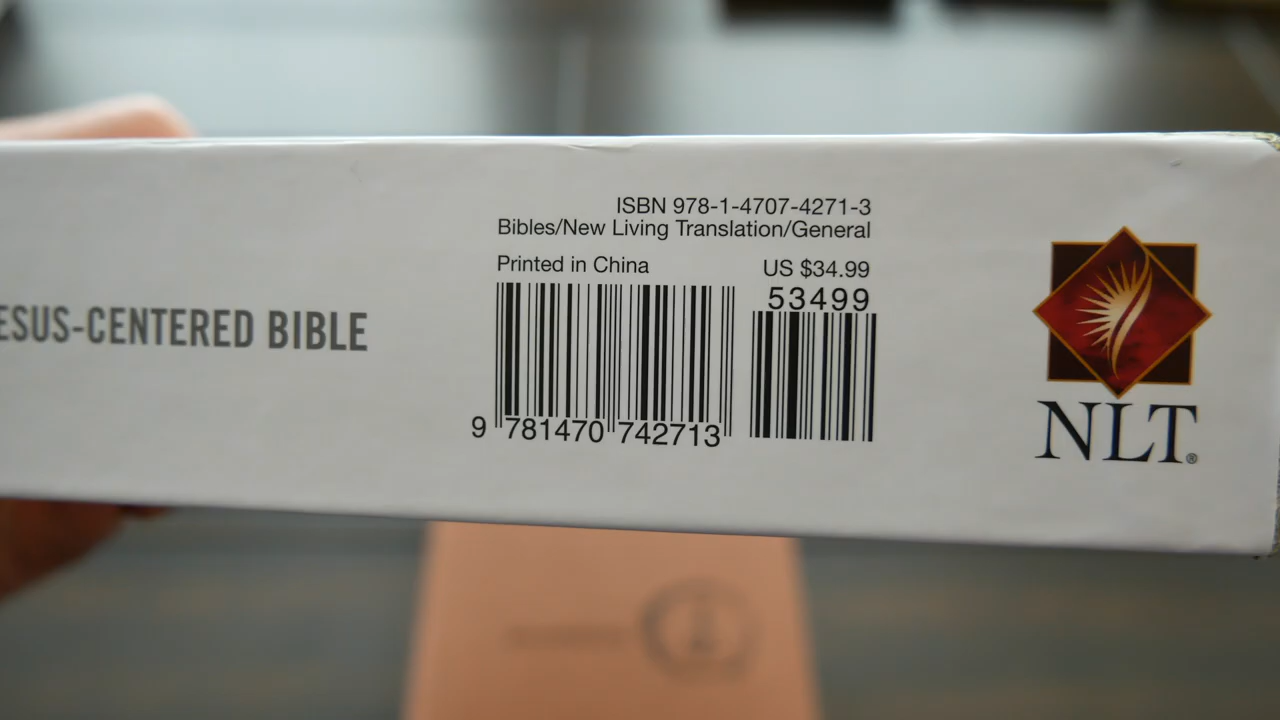 ISBN 978-1-4707-4271-3
Bibles/New Living Translation/General
Printed in China
US $34.99
53499
ESUS-CENTERED BIBLE
9 781470 742713
NLT®